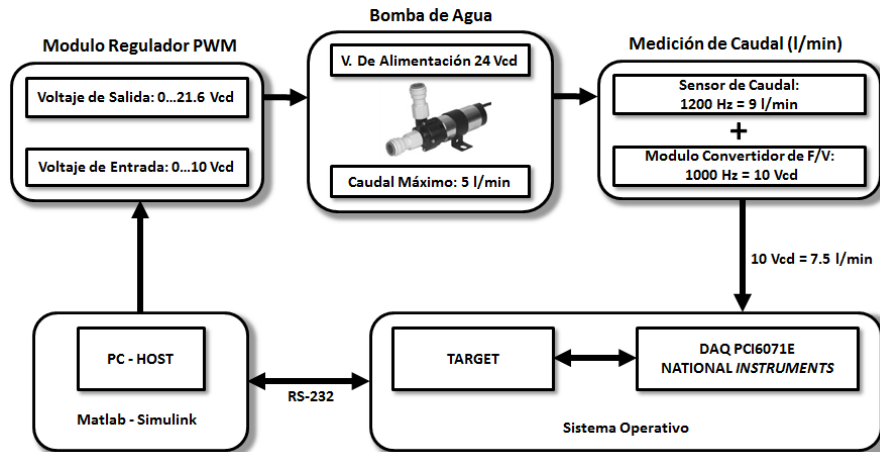 Modulo Regulador PWM
Voltaje de Salida: 0...21.6 Vcd
Voltaje de Entrada: 0...10 Vcd
Bomba de Agua
V. De Alimentación 24 Vcd
Caudal Máximo: 5 l/min
Medición de Caudal (l/min)
Sensor de Caudal:
1200 Hz = 9 l/min
+
Modulo Convertidor de F/V:
1000 Hz = 10 Vcd
10 Vcd = 7.5 l/min
PC - HOST
Matlab - Simulink
RS-232
TARGET
DAQ PCI6071E
NATIONAL INSTRUMENTS
Sistema Operativo